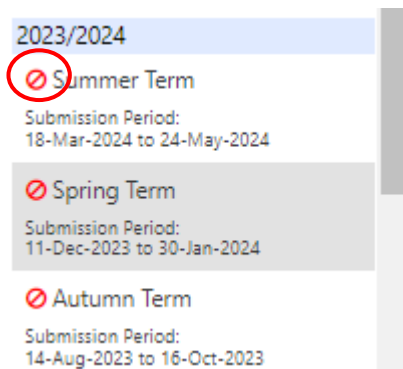 2023/2024
Summer Term
Submission Period:
18-Mar-2024 to 24-May-2024
Spring Term
Submission Period:
11-Dec-2023 to 30-Jan-2024
Autumn Term
Submission Period:
14-Aug-2023 to 16-Oct-2023